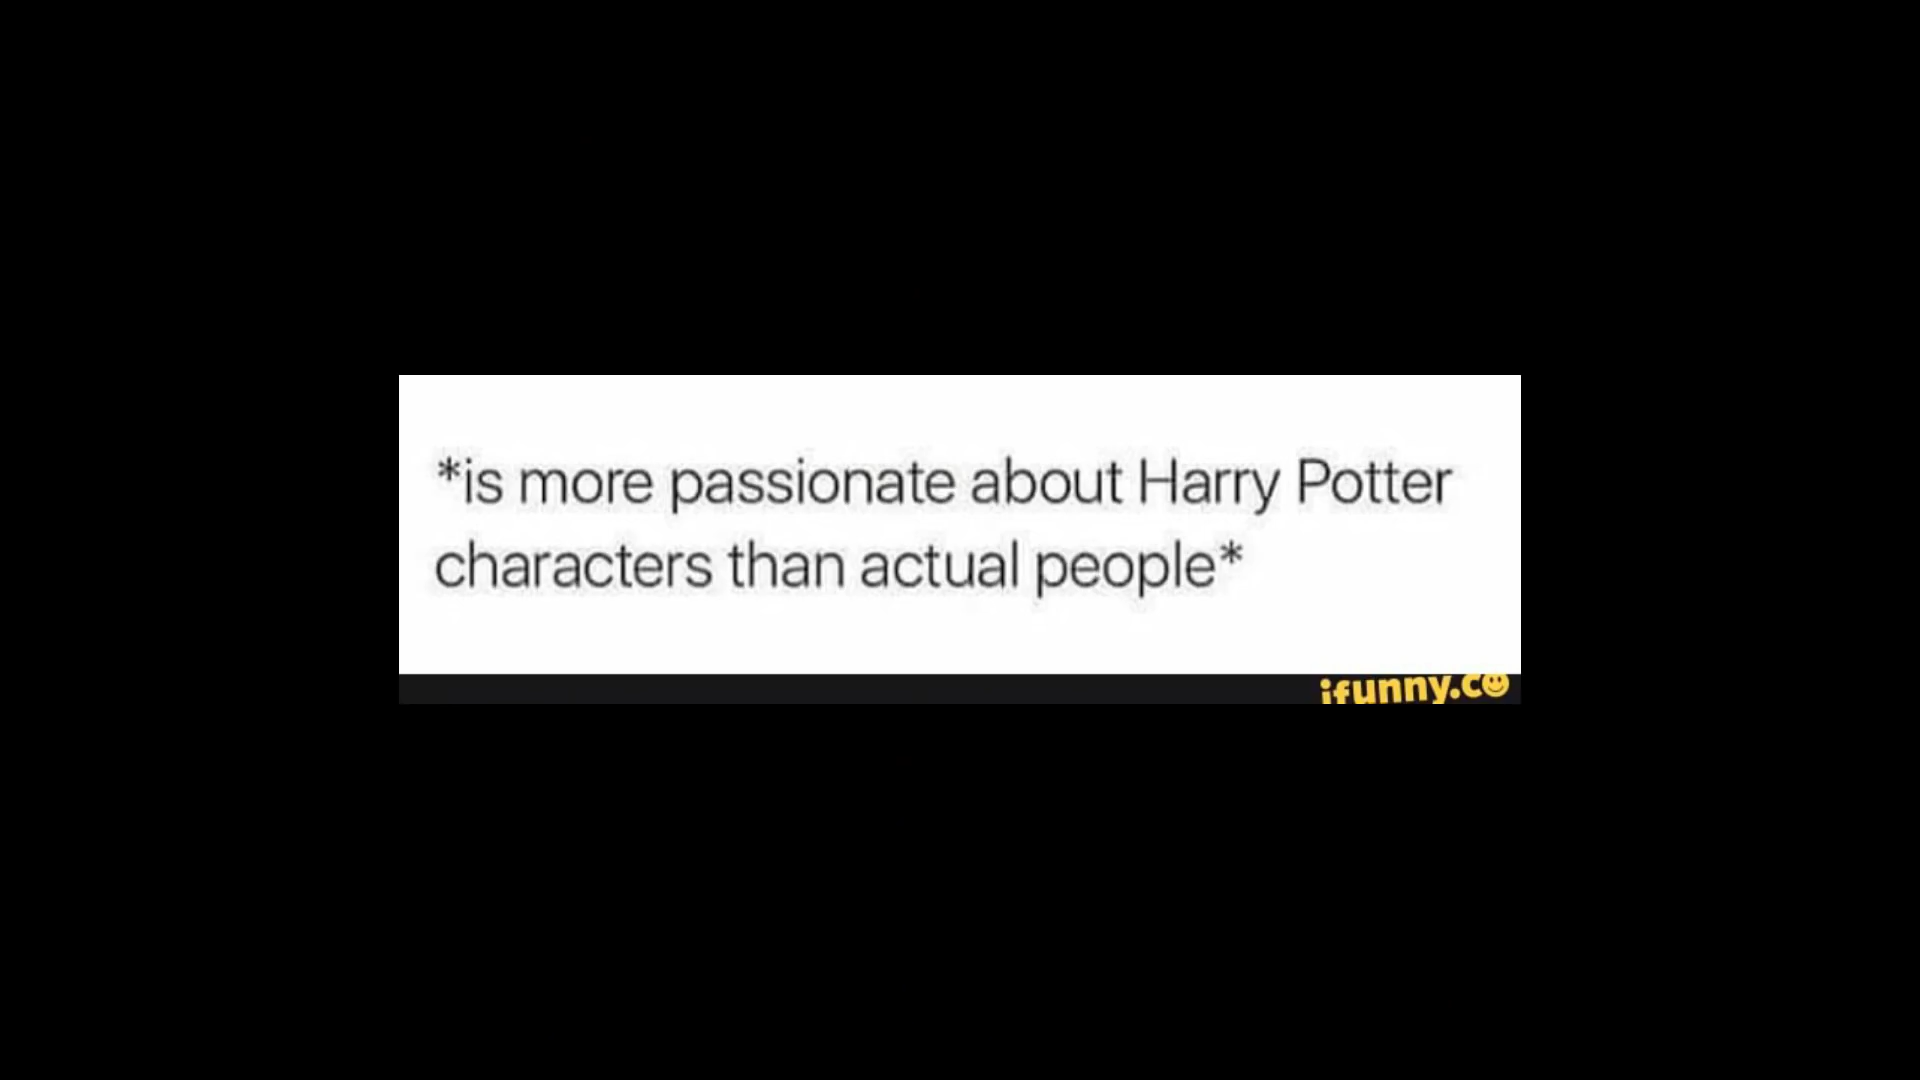 *is more passionate about Harry Potter
characters than actual people*
ifunny.co